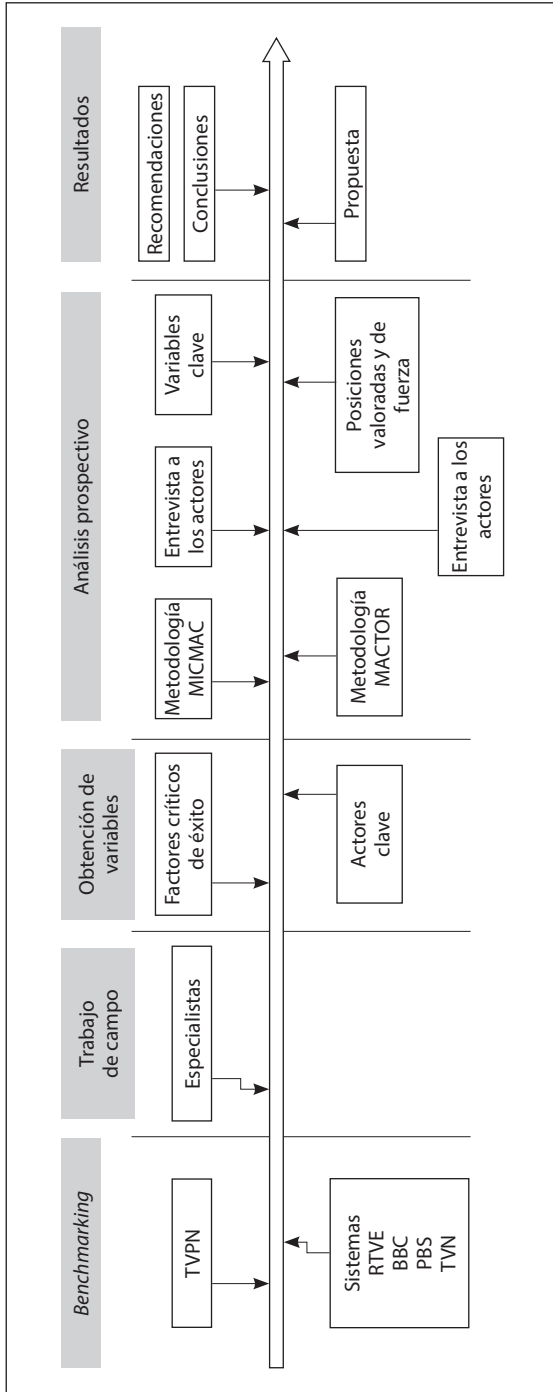 Benchmarking
Trabajo
de campo
Obtención de
variables
Análisis prospectivo
Resultados
TVPN
Especialistas
Factores críticos
de éxito
Metodología
MICMAC
Entrevista a
los actores
Variables
clave
Recomendaciones
Conclusiones
Sistemas
RTVE
BBC
PBS
TVN
Actores
clave
Metodología
MACTOR
Entrevista a los
actores
Posiciones
valoradas y de
fuerza
Propuesta